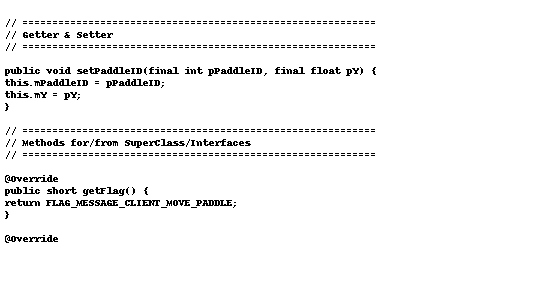 // ===========================================================
// Getter & Setter
// ===========================================================
public void setPaddleID(final int pPaddleID, final float pY) {
this.mPaddleID = pPaddleID;
this.mY = pY;
}
// ===========================================================
// Methods for/from SuperClass/Interfaces
// ===========================================================
@Override
public short getFlag() {
return FLAG_MESSAGE_CLIENT_MOVE_PADDLE;
}
@Override